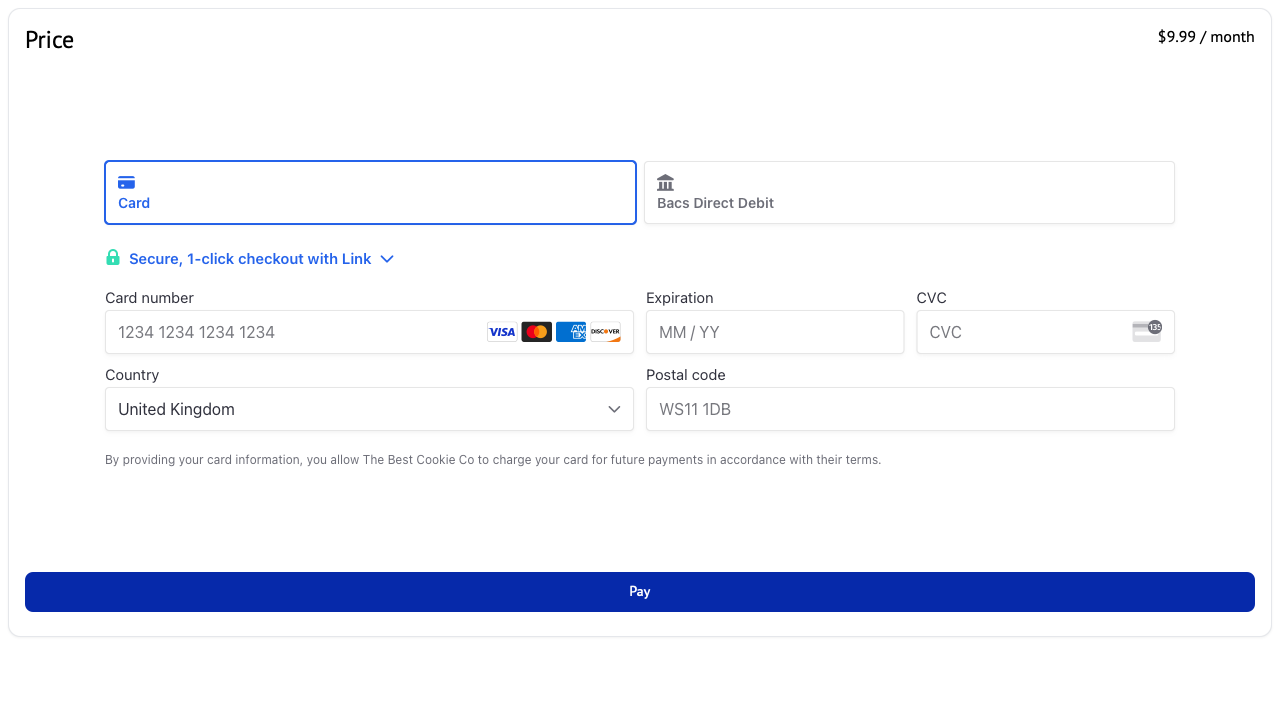 Price
$9.99 / month
Card
Bacs Direct Debit
Secure, 1-click checkout with Link
Card number
Expiration
CVC
1234 1234 1234 1234
VISA
AM EX
DISCOVER
MM / YY
CVC
135
Country
Postal code
United Kingdom
WS11 1DB
By providing your card information, you allow The Best Cookie Co to charge your card for future payments in accordance with their terms.
Pay